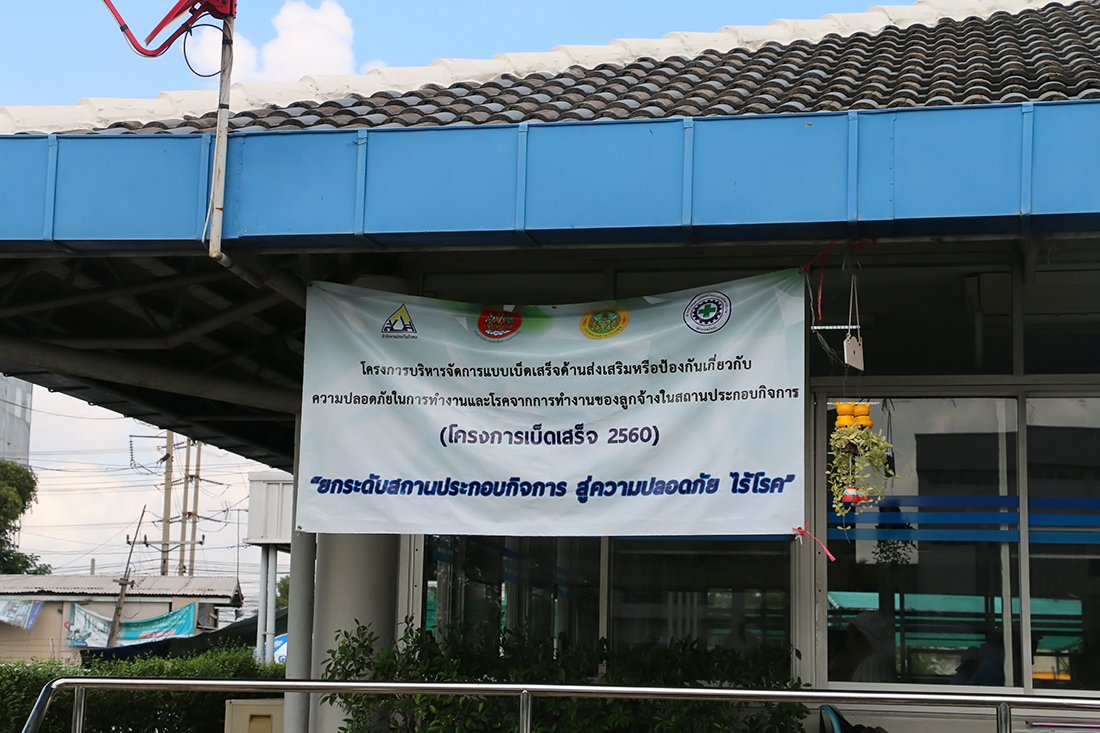 โครงการบริหารจัดการแบบเบ็ดเสร็จด้านส่งเสริมหรือป้องกันเกี่ยวกับ
ความปลอดภัยในการทำงานและโรคจากการทำงานของลูกจ้างในสถานประกอบกิจการ
(โครงการเบ็ดเสร็จ 2560)
“ยกระดับสถานประกอบกิจการ สู่ความปลอดภัย ไร้โรค”